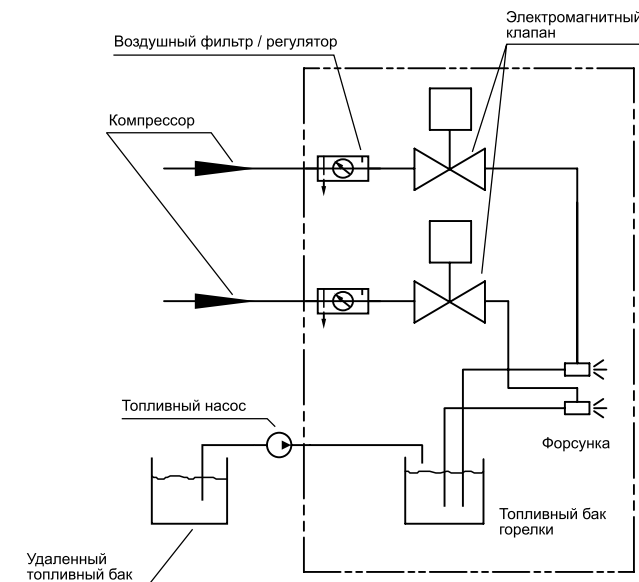 Электромагнитный
клапан
Воздушный фильтр / регулятор
Компрессор
Топливный насос
Форсунка
Топливный бак
горелки
Удаленный
топливный бак